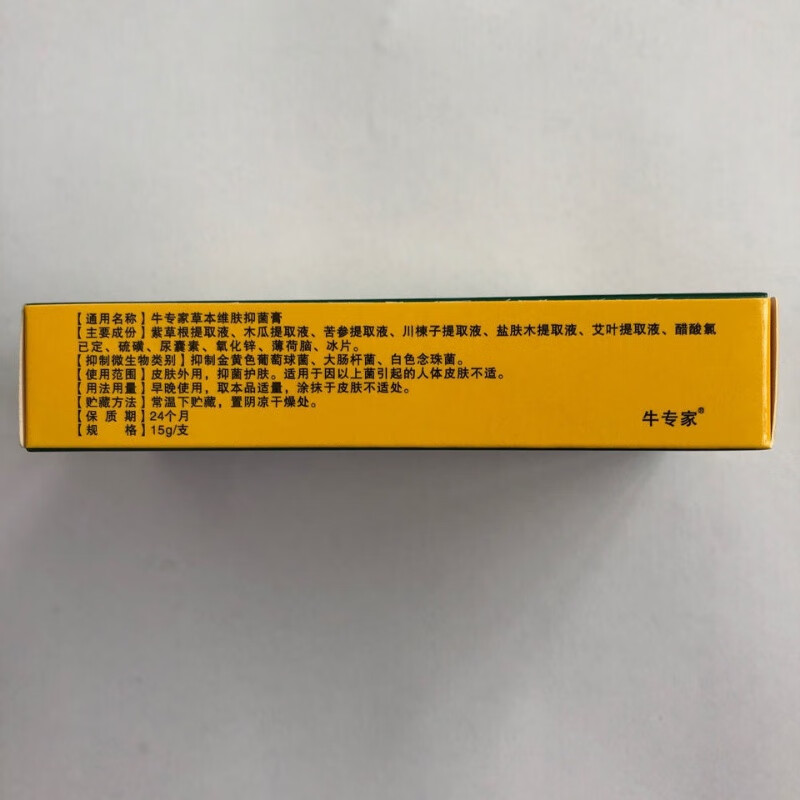 【通用名称】牛专家草本维肤抑菌膏
【主要成份】紫草根提取液、木瓜提取液、苦参提取液、川楝子提取液、盐肤木提取液、艾叶提取液、醋酸氯
己定、硫磺、尿囊素、氧化锌、薄荷脑、冰片。
【抑制微生物类别】抑制金黄色葡萄球菌、大肠杆菌、白色念珠菌。
【使用范围】皮肤外用，抑菌护肤。适用于因以上菌引起的人体皮肤不适。
【用法用量】早晚使用，取本品适量，涂抹于皮肤不适处。
【贮藏方法】常温下贮藏，置阴凉干燥处。
【保 质 期】24个月
【规 格】15g/支
牛专家®